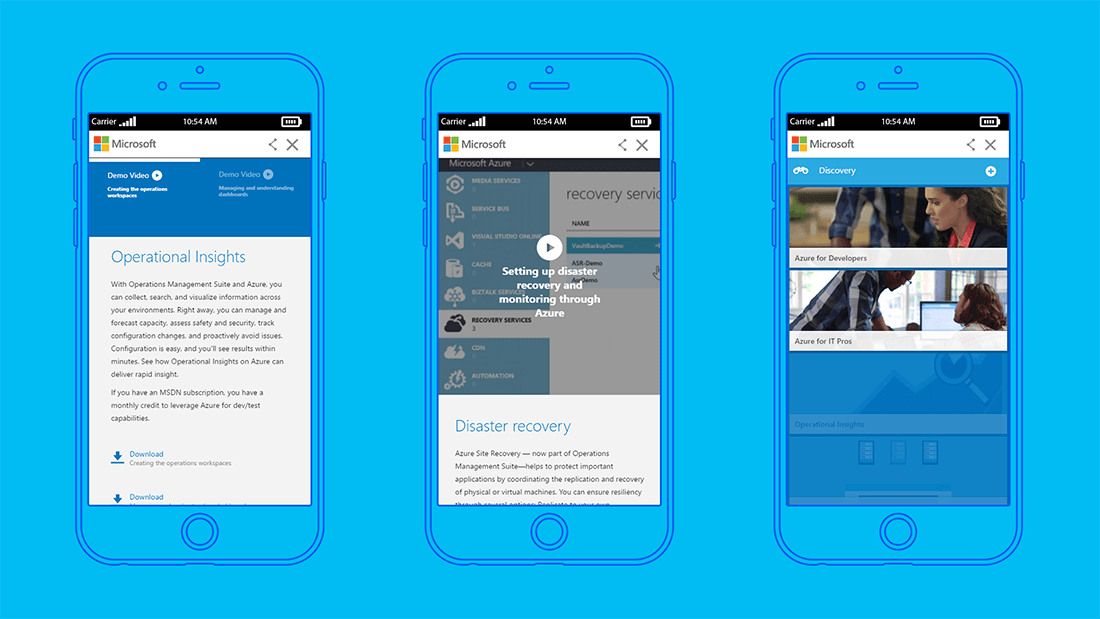 Carrier 10:54 AM
Microsoft
Demo Video
Creating the operations
workspaces
Demo Video
Managing and understanding
dashboards
Operational Insights
With Operations Management Suite and Azure, you
can collect, search, and visualize information across
your environments. Right away, you can manage and
forecast capacity, assess safety and security, track
configuration changes, and proactively avoid issues.
Configuration is easy, and you'll see results within
minutes. See how Operational Insights on Azure can
deliver rapid insight.
If you have an MSDN subscription, you have a
monthly credit to leverage Azure for dev/test
capabilities.
Download
Creating the operations workspaces
Download
Carrier 10:54 AM
Microsoft
Microsoft Azure
MEDIA SERVICES
SERVICE BUS
VISUAL STUDIO ONLINE
CACHE
BIZTALK SERVICES
RECOVERY SERVICES
3
CDN
AUTOMATION
recovery servic
NAME
VaultBackupDemo
ASR-Demo
Setting up disaster
recovery and
monitoring through
Azure
Disaster recovery
Azure Site Recovery — now part of Operations
Management Suite—helps to protect important
applications by coordinating the replication and recovery
of physical or virtual machines. You can ensure resiliency
through several options: Replicate to your own
Carrier 10:54 AM
Microsoft
Discovery
Azure for Developers
Azure for IT Pros
Operational Insights